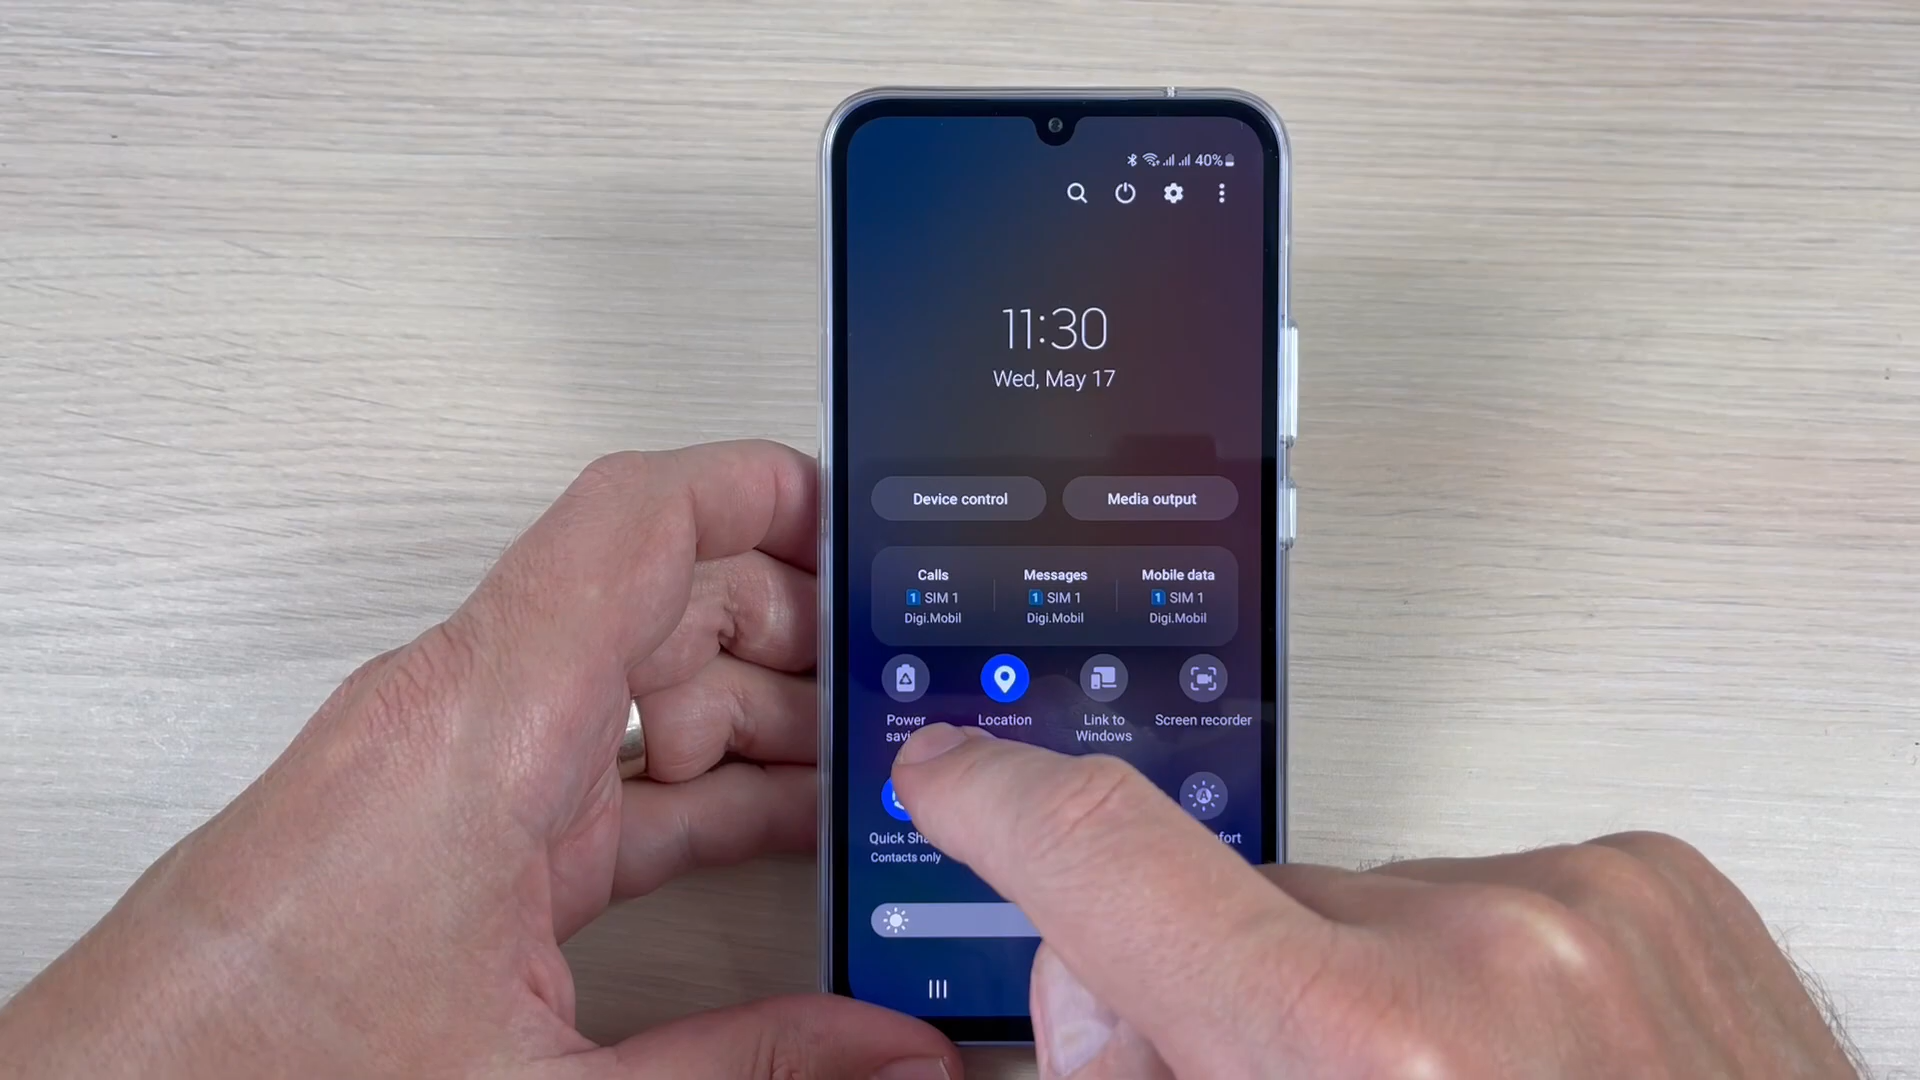 40%
11:30
Wed, May 17
Device control Media output
Calls Messages Mobile data
1 SIM 1 1 SIM 1 1 SIM 1
Digi.Mobil Digi.Mobil Digi.Mobil
Power Location Link to Screen recorder
Windows
A
Quick
Contacts only